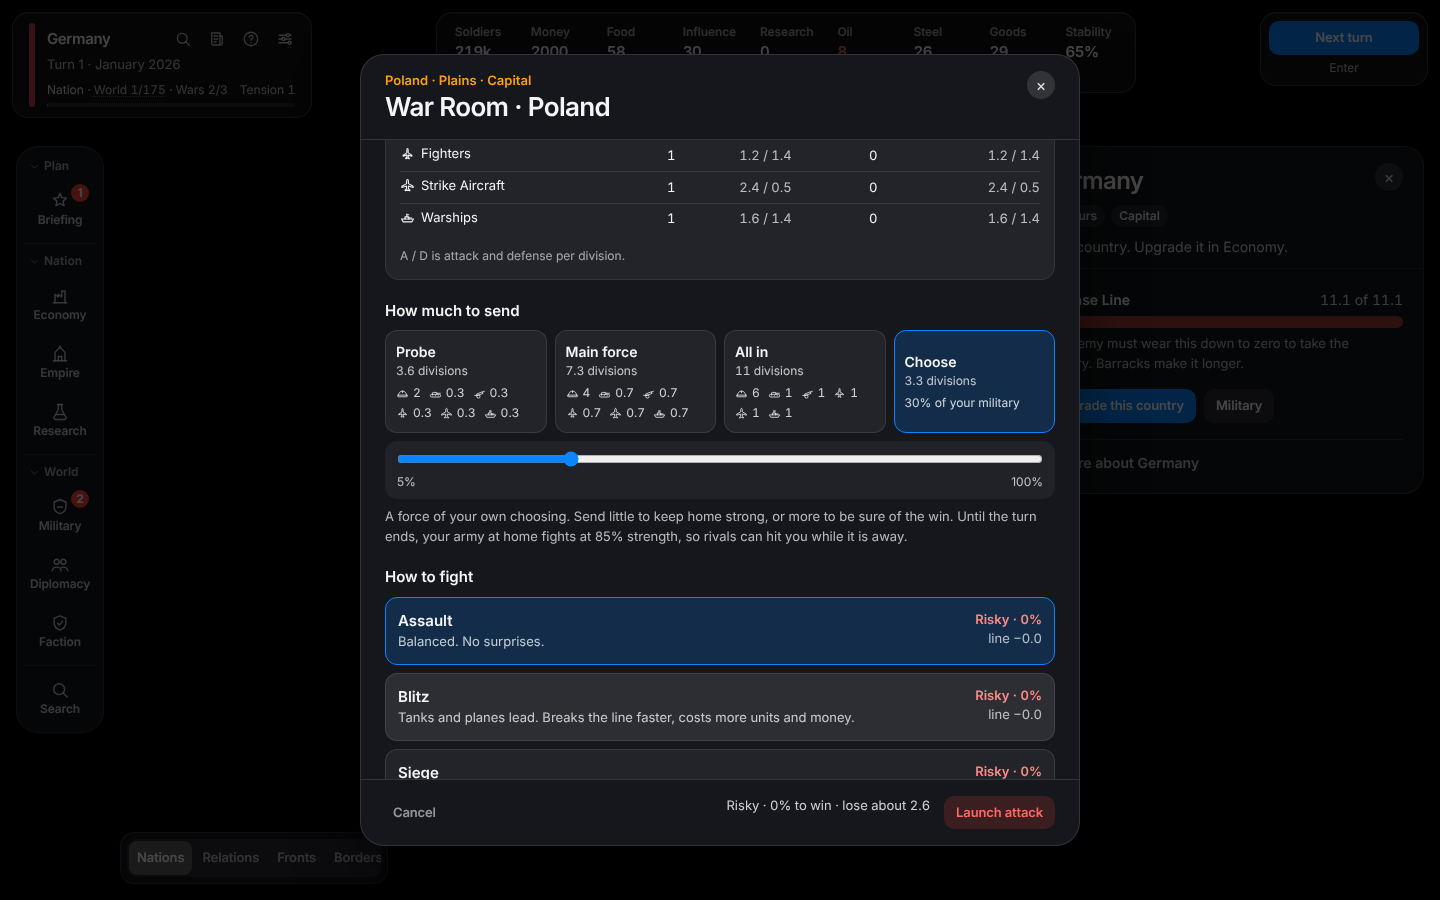 Germany
Turn 1 · January 2026
Nation · World 1/175 · Wars 2/3 Tension 1
Soldiers Money Food Influence Research Oil Steel Goods Stability
219k 2000 58 30 0 8 26 29 65%
Next turn
Enter
Plan
1
Briefing
Nation
Economy
Empire
Research
World
2
Military
Diplomacy
Faction
Search
Poland · Plains · Capital
War Room · Poland
×
Fighters 1 1.2 / 1.4 0 1.2 / 1.4
Strike Aircraft 1 2.4 / 0.5 0 2.4 / 0.5
Warships 1 1.6 / 1.4 0 1.6 / 1.4
A / D is attack and defense per division.
How much to send
Probe
3.6 divisions
2 0.3 0.3
0.3 0.3 0.3
Main force
7.3 divisions
4 0.7 0.7
0.7 0.7 0.7
All in
11 divisions
6 1 1 1
1 1
Choose
3.3 divisions
30% of your military
5% 100%
A force of your own choosing. Send little to keep home strong, or more to be sure of the win. Until the turn
ends, your army at home fights at 85% strength, so rivals can hit you while it is away.
How to fight
Assault Risky · 0%
Balanced. No surprises. line −0.0
Blitz Risky · 0%
Tanks and planes lead. Breaks the line faster, costs more units and money. line −0.0
Siege Risky · 0%
Cancel Risky · 0% to win · lose about 2.6 Launch attack
rmany ×
urs Capital
country. Upgrade it in Economy.
se Line 11.1 of 11.1
emy must wear this down to zero to take the
ry. Barracks make it longer.
rade this country Military
re about Germany
Nations Relations Fronts Borders